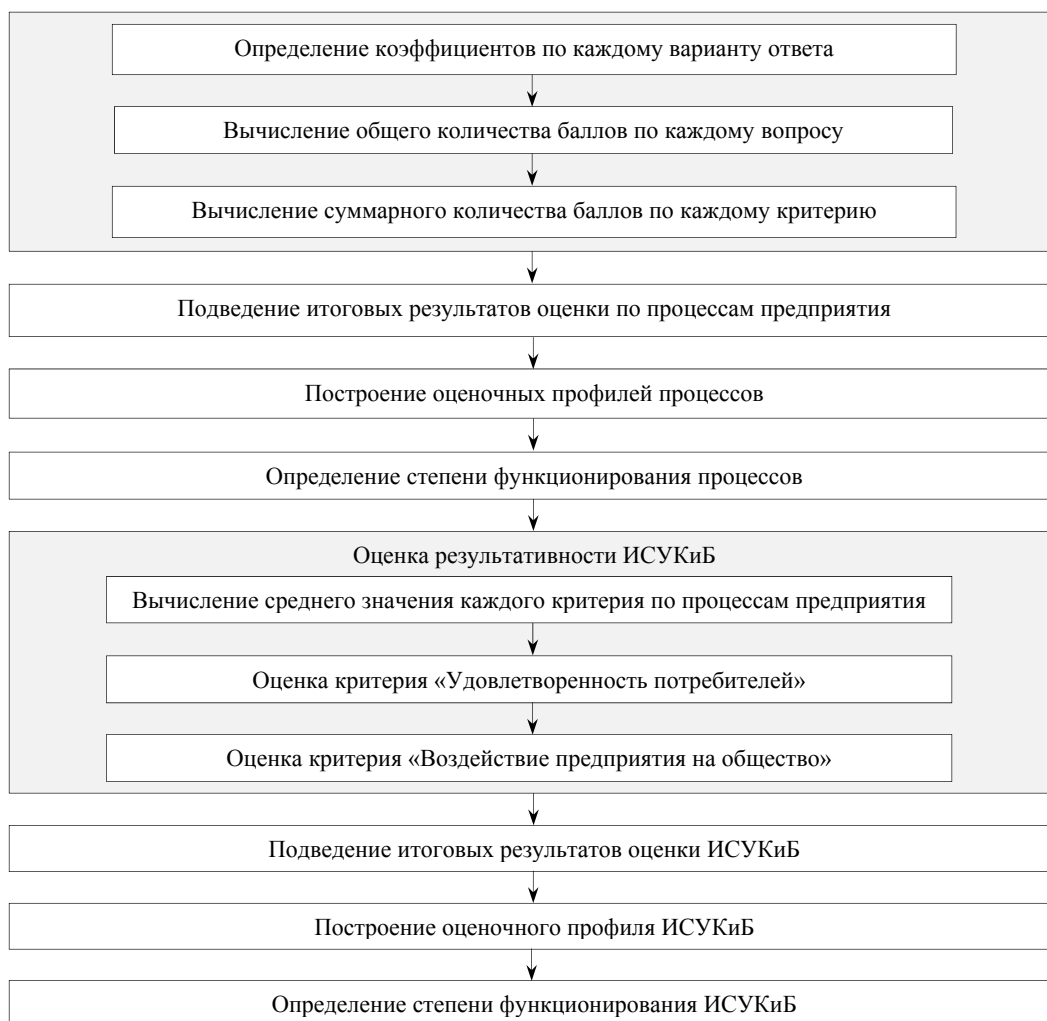 Определение коэффициентов по каждому варианту ответа
Вычисление общего количества баллов по каждому вопросу
Вычисление суммарного количества баллов по каждому критерию
Подведение итоговых результатов оценки по процессам предприятия
Построение оценочных профилей процессов
Определение степени функционирования процессов
Оценка результативности ИСУКиБ
Вычисление среднего значения каждого критерия по процессам предприятия
Оценка критерия «Удовлетворенность потребителей»
Оценка критерия «Воздействие предприятия на общество»
Подведение итоговых результатов оценки ИСУКиБ
Построение оценочного профиля ИСУКиБ
Определение степени функционирования ИСУКиБ